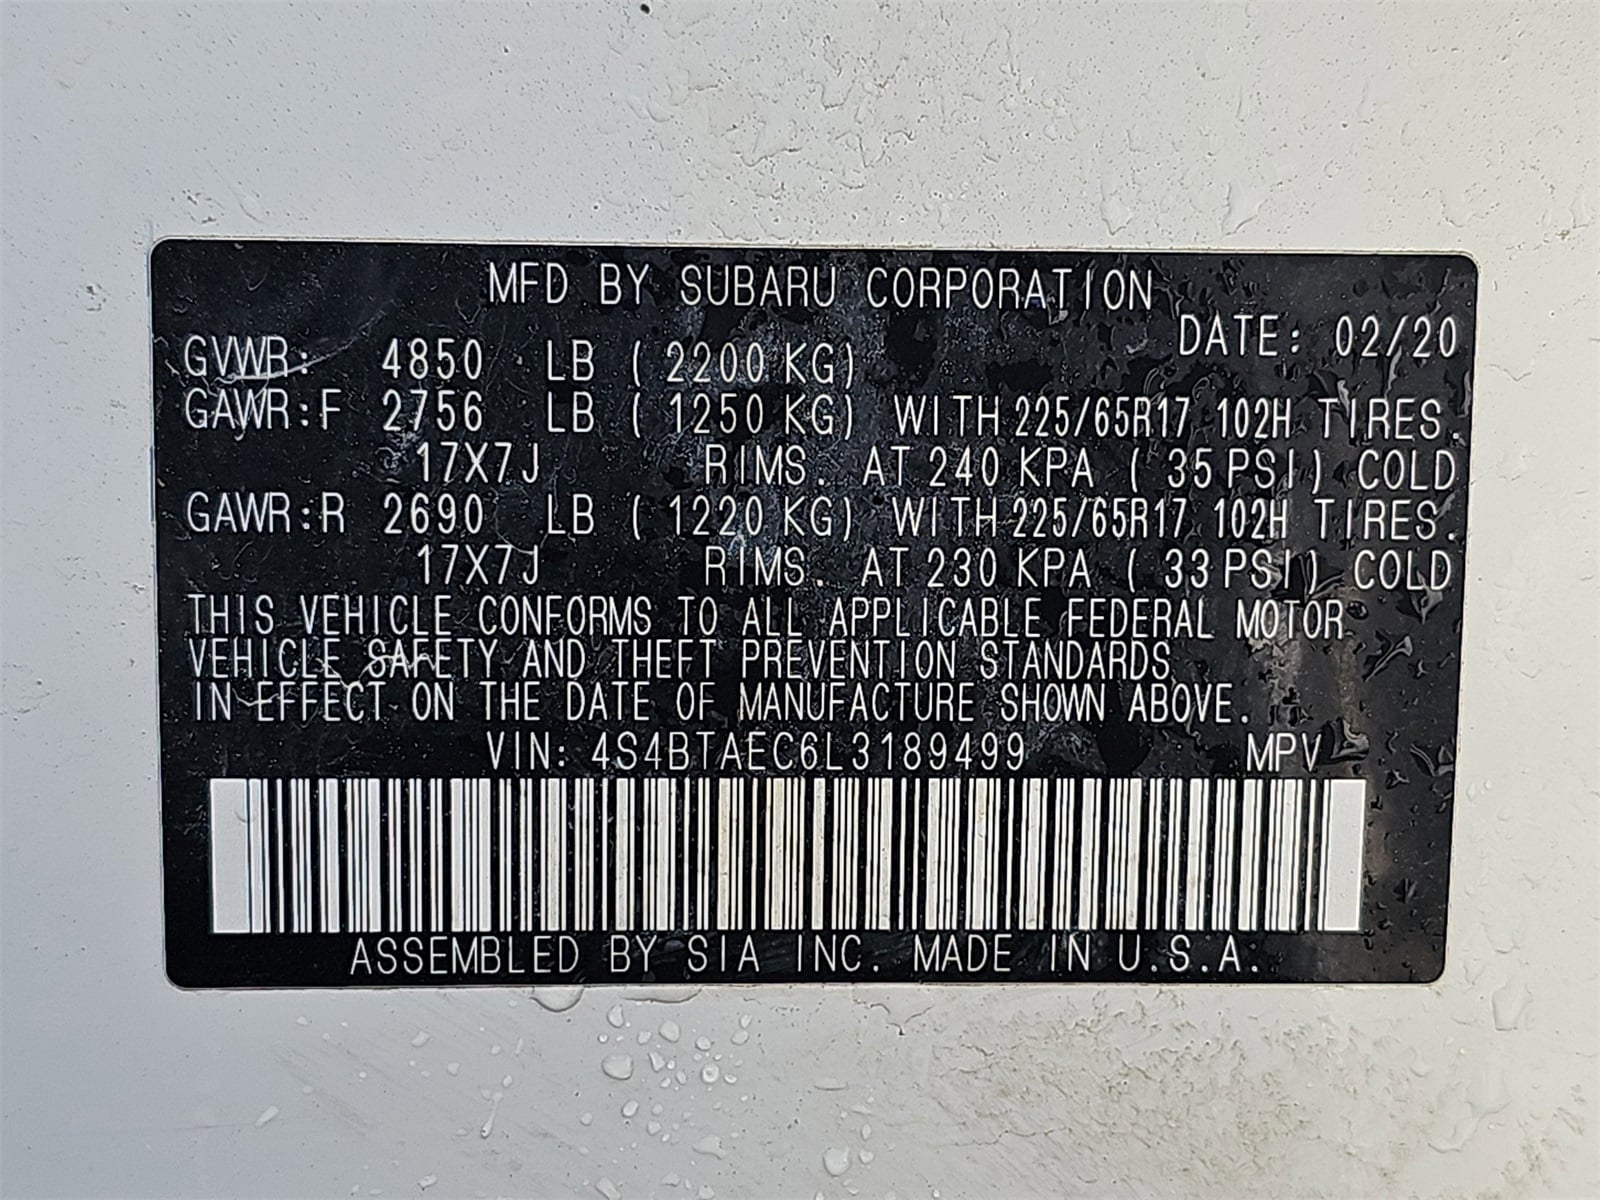 MFD BY SUBARU CORPORATION
DATE: 02/20
GVWR: 4850 LB (2200 KG)
GAWR:F 2756 LB (1250 KG) WITH 225/65R17 102H TIRES.
17X7J RIMS. AT 240 KPA (35 PSI) COLD
GAWR:R 2690 LB (1220 KG) WITH 225/65R17 102H TIRES.
17X7J RIMS. AT 230 KPA (33 PSI) COLD
THIS VEHICLE CONFORMS TO ALL APPLICABLE FEDERAL MOTOR
VEHICLE SAFETY AND THEFT PREVENTION STANDARDS
IN EFFECT ON THE DATE OF MANUFACTURE SHOWN ABOVE.
VIN: 4S4BTAEC6L3189499 MPV
ASSEMBLED BY SIA INC. MADE IN U.S.A.